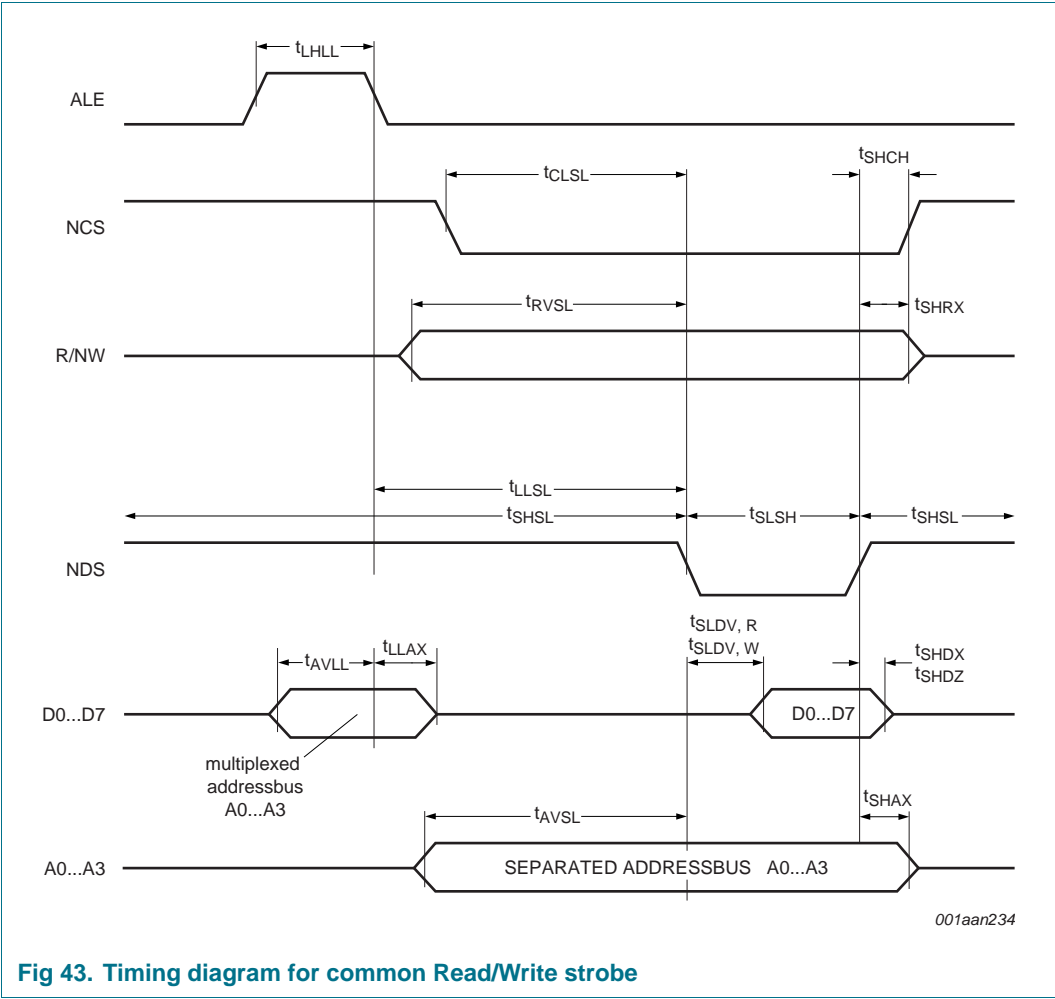 tLHLL
ALE
tSHCH
tCLSL
NCS
tRVSL
tSHRX
R/NW
tLLSL
tSHSL tSLSH tSHSL
NDS
tSLDV, R
tSLDV, W
tAVLL tLLAX
tSHDX
tSHDZ
D0...D7 D0...D7
multiplexed
addressbus
A0...A3
tAVSL
tSHAX
A0...A3 SEPARATED ADDRESSBUS A0...A3
001aan234
Fig 43. Timing diagram for common Read/Write strobe